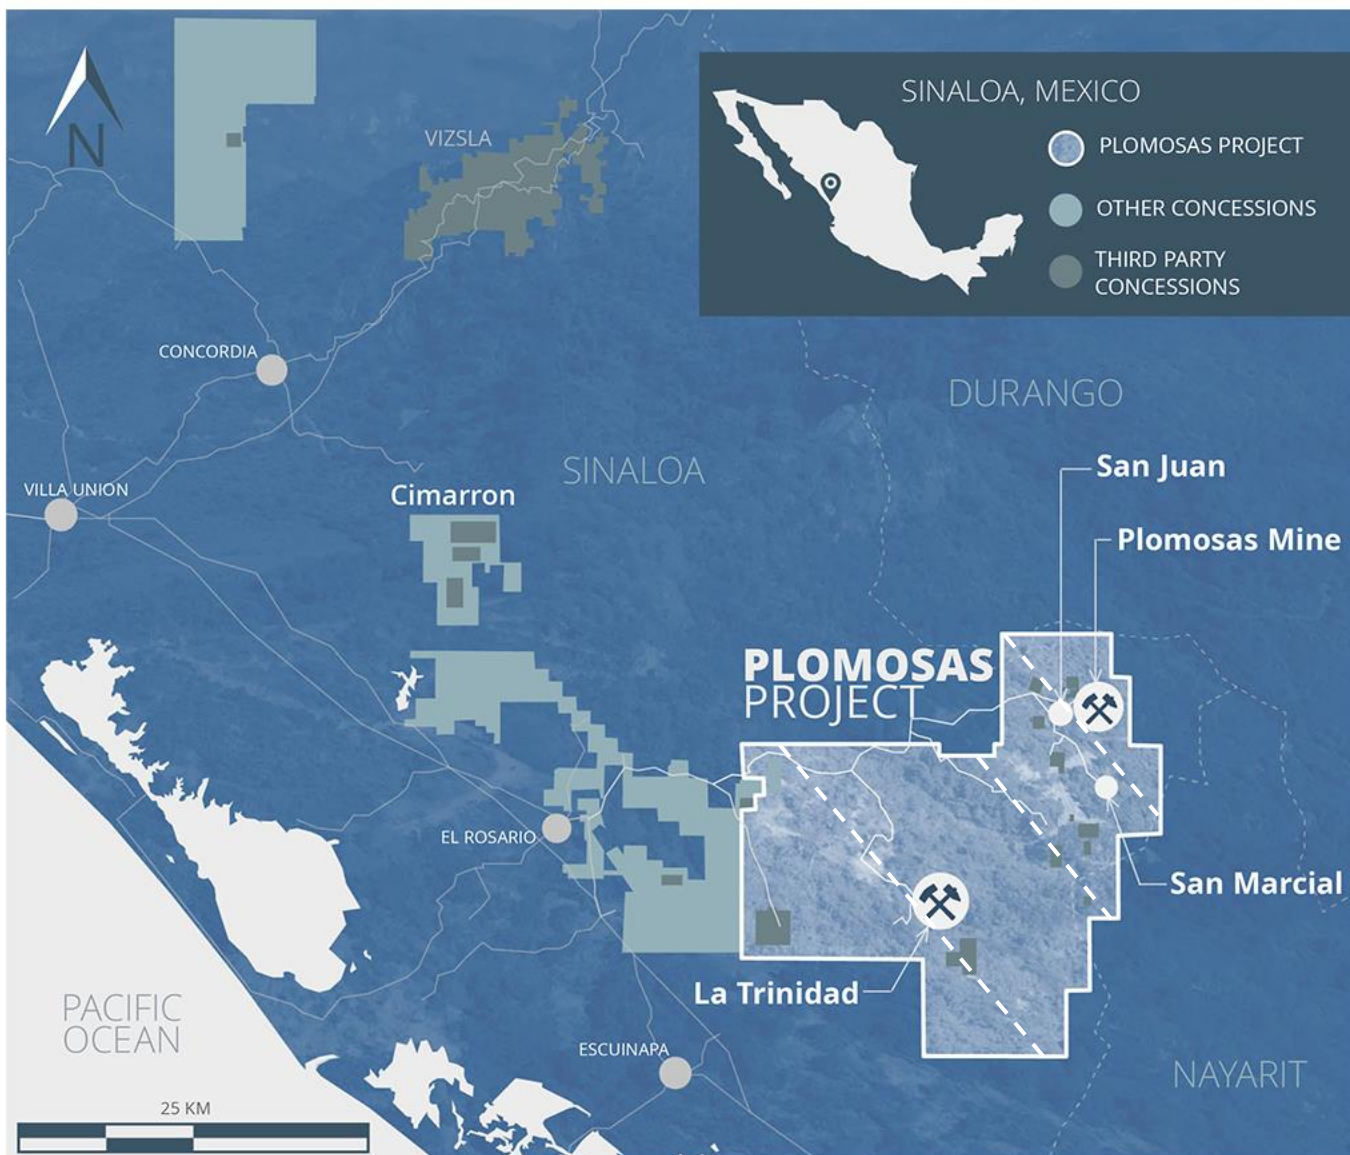 N
VIZSLA
SINALOA, MEXICO
PLOMOSAS PROJECT
OTHER CONCESSIONS
THIRD PARTY
CONCESSIONS
CONCORDIA
DURANGO
SINALOA
San Juan
VILLA UNION
Cimarron
Plomosas Mine
PLOMOSAS
PROJECT
EL ROSARIO
San Marcial
La Trinidad
PACIFIC
OCEAN
ESCUINAPA
NAYARIT
25 KM